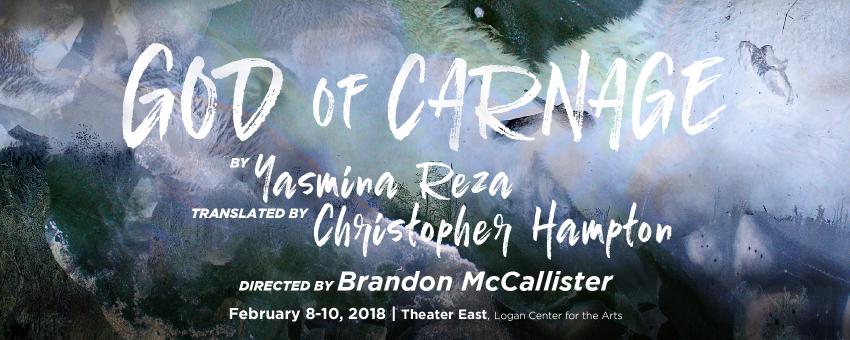 GOD OF CARNAGE
BY Yasmina Reza
TRANSLATED BY Christopher Hampton
DIRECTED BY Brandon McCallister
February 8-10, 2018 | Theater East, Logan Center for the Arts